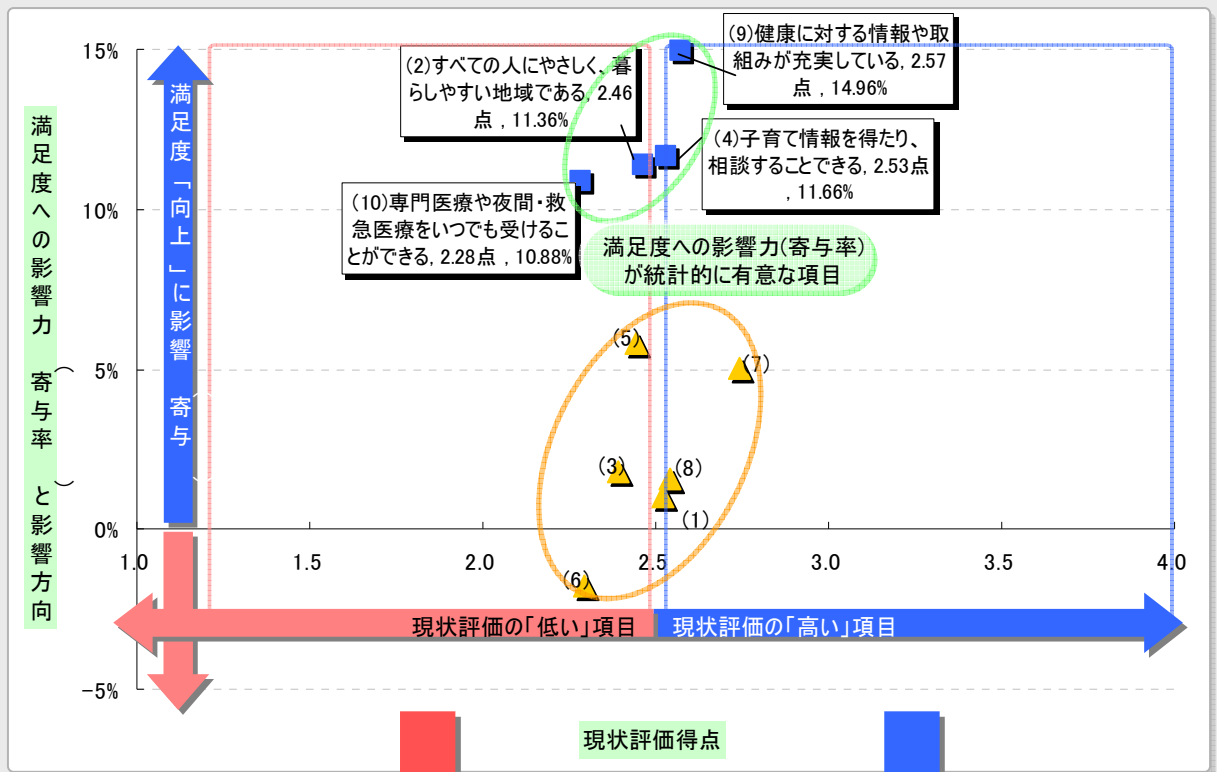 15%
10%
5%
0%
-5%
1.0
1.5
2.0
2.5
3.0
3.5
4.0
満足度への影響力（寄与率）と影響方向
満足度「向上」に影響 寄与
(2)すべての人にやさしく、暮
らしやすい地域である, 2.46
点 , 11.36%
(9)健康に対する情報や取
組みが充実している, 2.57
点 , 14.96%
(4)子育て情報を得たり、
相談することできる, 2.53点
, 11.66%
(10)専門医療や夜間・救
急医療をいつでも受けるこ
とができる, 2.28点 , 10.88%
満足度への影響力(寄与率)
が統計的に有意な項目
(5)
(7)
(3)
(8)
(1)
(6)
現状評価の「低い」項目
現状評価の「高い」項目
現状評価得点